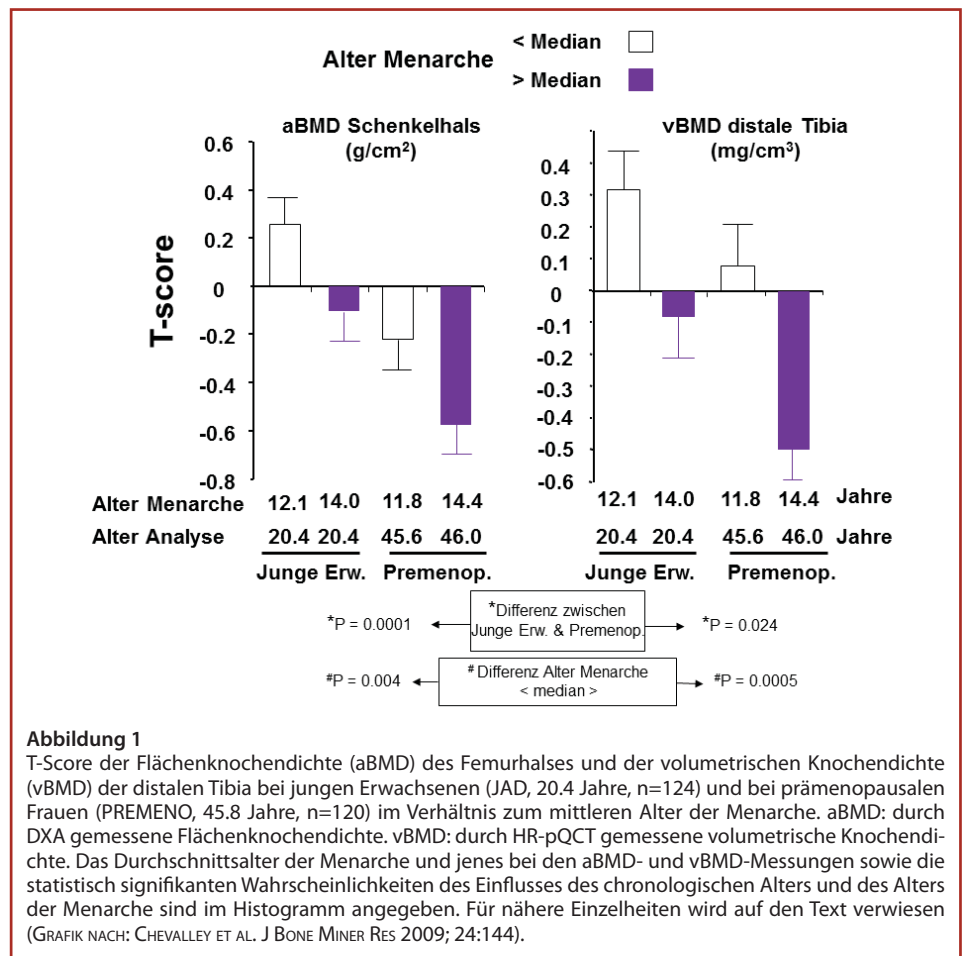 Alter Menarche
< Median
> Median
aBMD Schenkelhals
(g/cm²)
vBMD distale Tibia
(mg/cm³)
T-score
0.6
0.4
0.2
0
-0.2
-0.4
-0.6
-0.8
0.4
0.3
0.2
0.1
0
-0.1
-0.2
-0.3
-0.4
-0.5
-0.6
Alter Menarche 12.1 14.0 11.8 14.4 12.1 14.0 11.8 14.4 Jahre
Alter Analyse 20.4 20.4 45.6 46.0 20.4 20.4 45.6 46.0 Jahre
Junge Erw. Premenop. Junge Erw. Premenop.
*P = 0.0001
*Differenz zwischen
Junge Erw. & Premenop.
*P = 0.024
#P = 0.004
# Differenz Alter Menarche
< median >
#P = 0.0005
Abbildung 1
T-Score der Flächenknochendichte (aBMD) des Femurhalses und der volumetrischen Knochendichte
(vBMD) der distalen Tibia bei jungen Erwachsenen (JAD, 20.4 Jahre, n=124) und bei prämenopausalen
Frauen (PREMENO, 45.8 Jahre, n=120) im Verhältnis zum mittleren Alter der Menarche. aBMD: durch
DXA gemessene Flächenknochendichte. vBMD: durch HR-pQCT gemessene volumetrische Knochendi-
chte. Das Durchschnittsalter der Menarche und jenes bei den aBMD- und vBMD-Messungen sowie die
statistisch signifikanten Wahrscheinlichkeiten des Einflusses des chronologischen Alters und des Alters
der Menarche sind im Histogramm angegeben. Für nähere Einzelheiten wird auf den Text verwiesen
(GRAFIK NACH: CHEVALLEY ET AL. J BONE MINER RES 2009; 24:144).